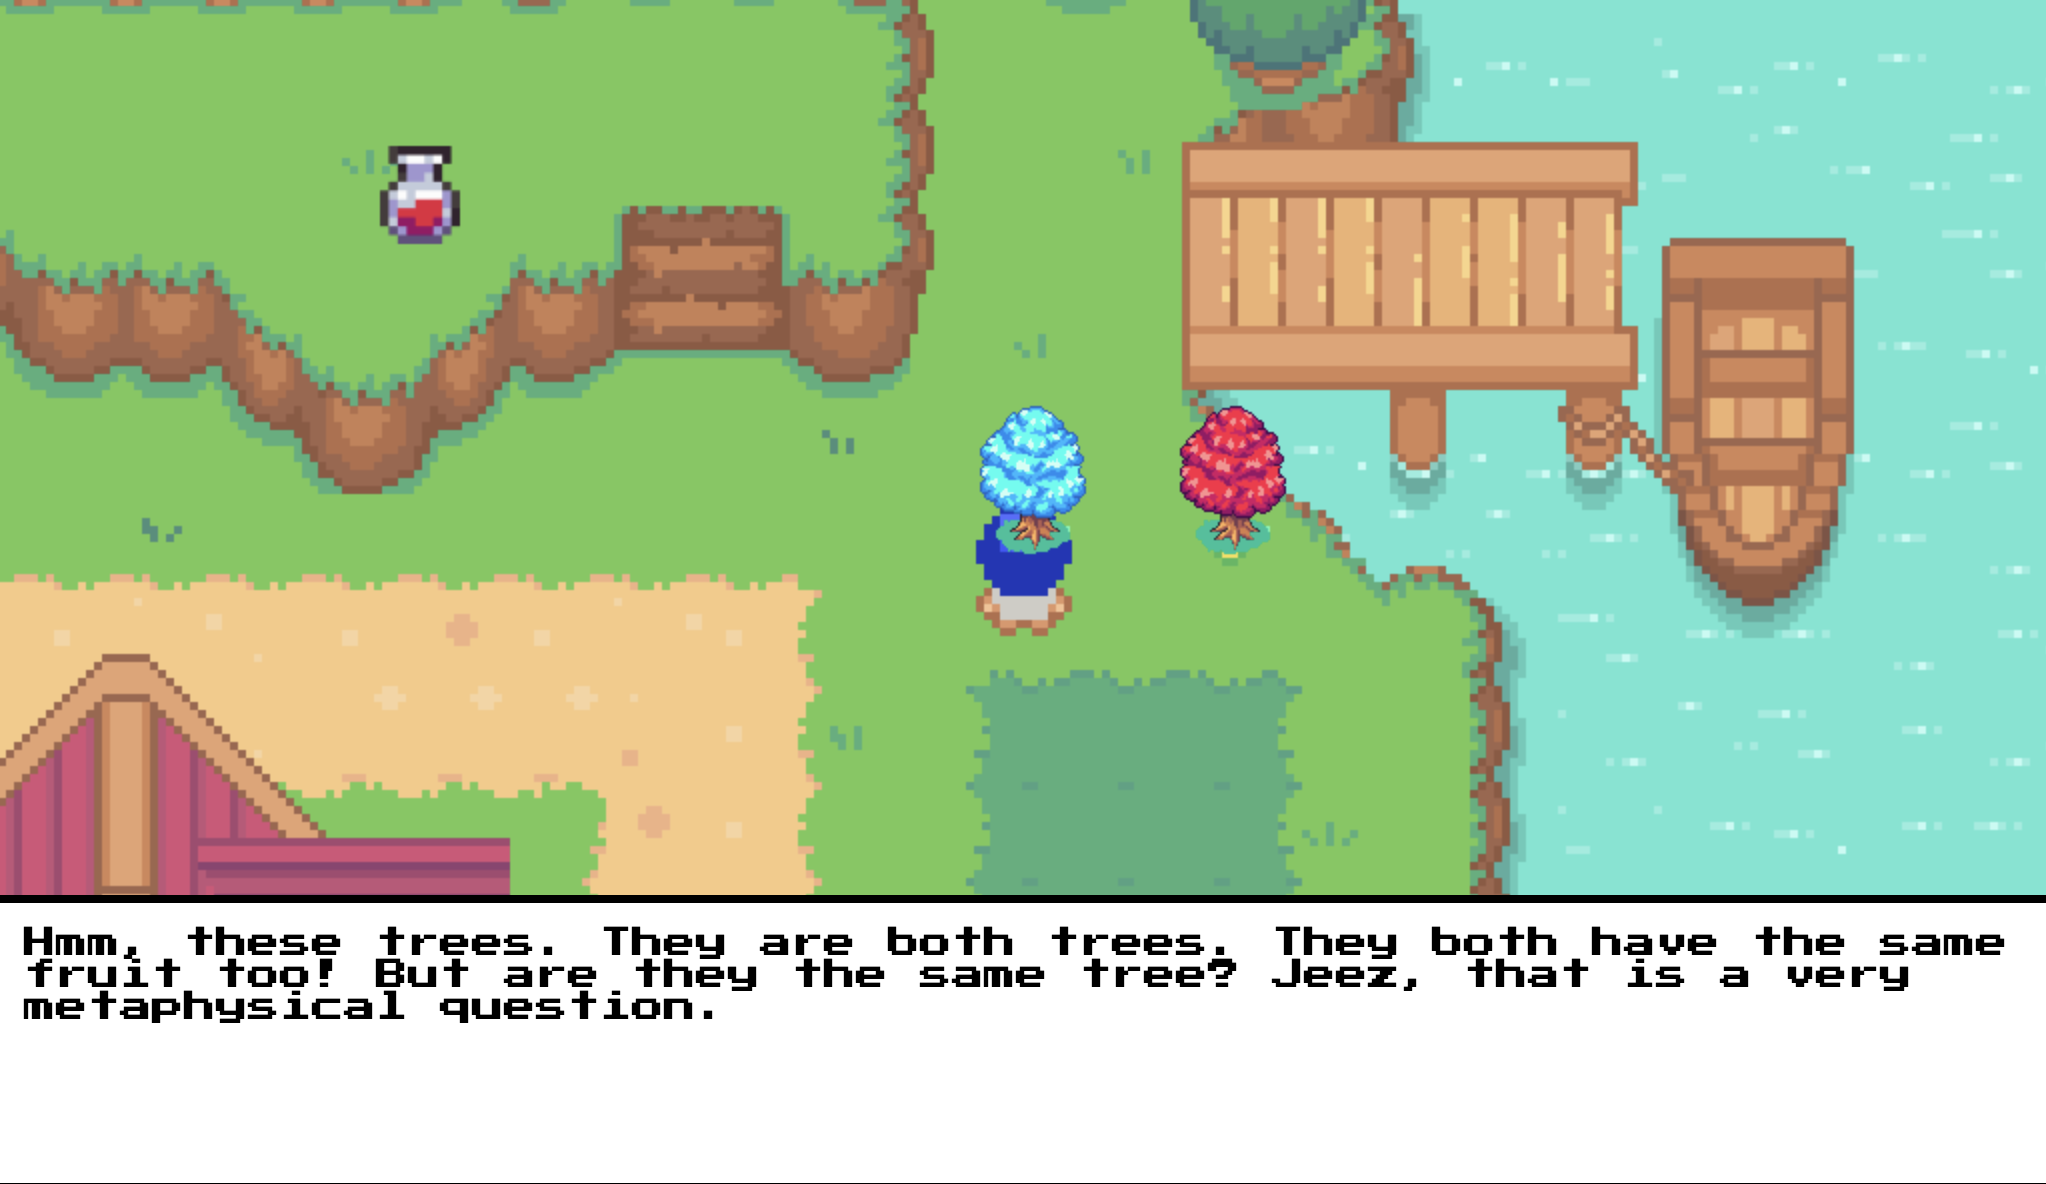 Hmm, these trees. They are both trees. They both have the same
fruit too! But are they the same tree? Jeez, that is a very
metaphysical question.